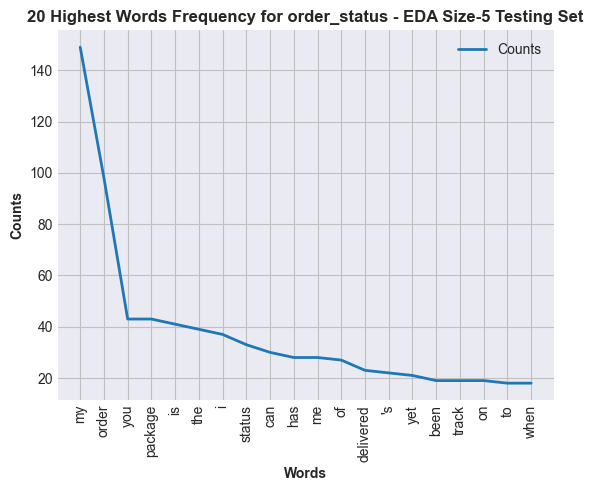 20 Highest Words Frequency for order_status - EDA Size-5 Testing Set
Counts
140
120
100
80
60
40
20
Counts
my
order
you
package
is
the
i
status
can
has
me
of
delivered
's
yet
been
track
on
to
when
Words